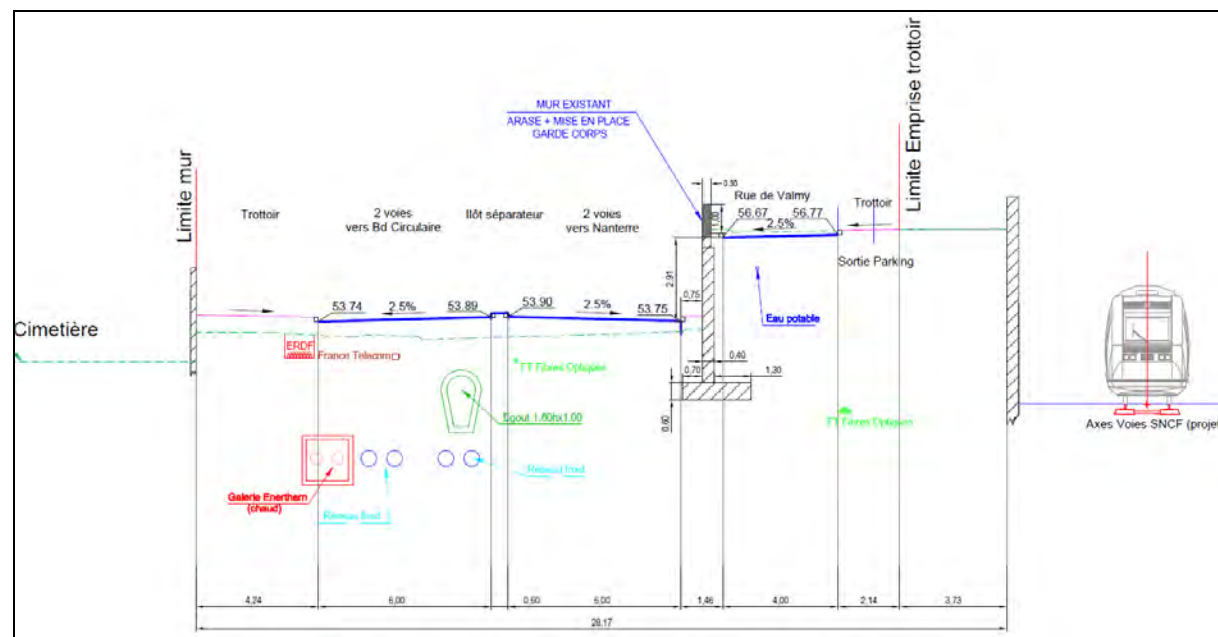 MUR EXISTANT
ARASE + MISE EN PLACE
GARDE CORPS
Limite mur
Limite Emprise trottoir
Trottoir
2 voies
vers Bd Circulaire
Ilôt séparateur
2 voies
vers Nanterre
0.30
1,00
Rue de Valmy
Trottoir
56.67
56.77
2.5%
Sortie Parking
2.91
0,75
53.74
2.5%
53.89
53.90
2.5%
53.75
Eau potable
Cimetière
ERDF
France Telecom
FT Fibres Optiques
0,40
0,70
1,30
0,60
Egout 1.60hx1.00
FT Fibres Optiques
Axes Voies SNCF (projet
Réseau froid
Galerie Enertherm
(chaud)
Réseau froid
4,24
6,00
0,60
6,00
1,46
4,00
2,14
3,73
28,17